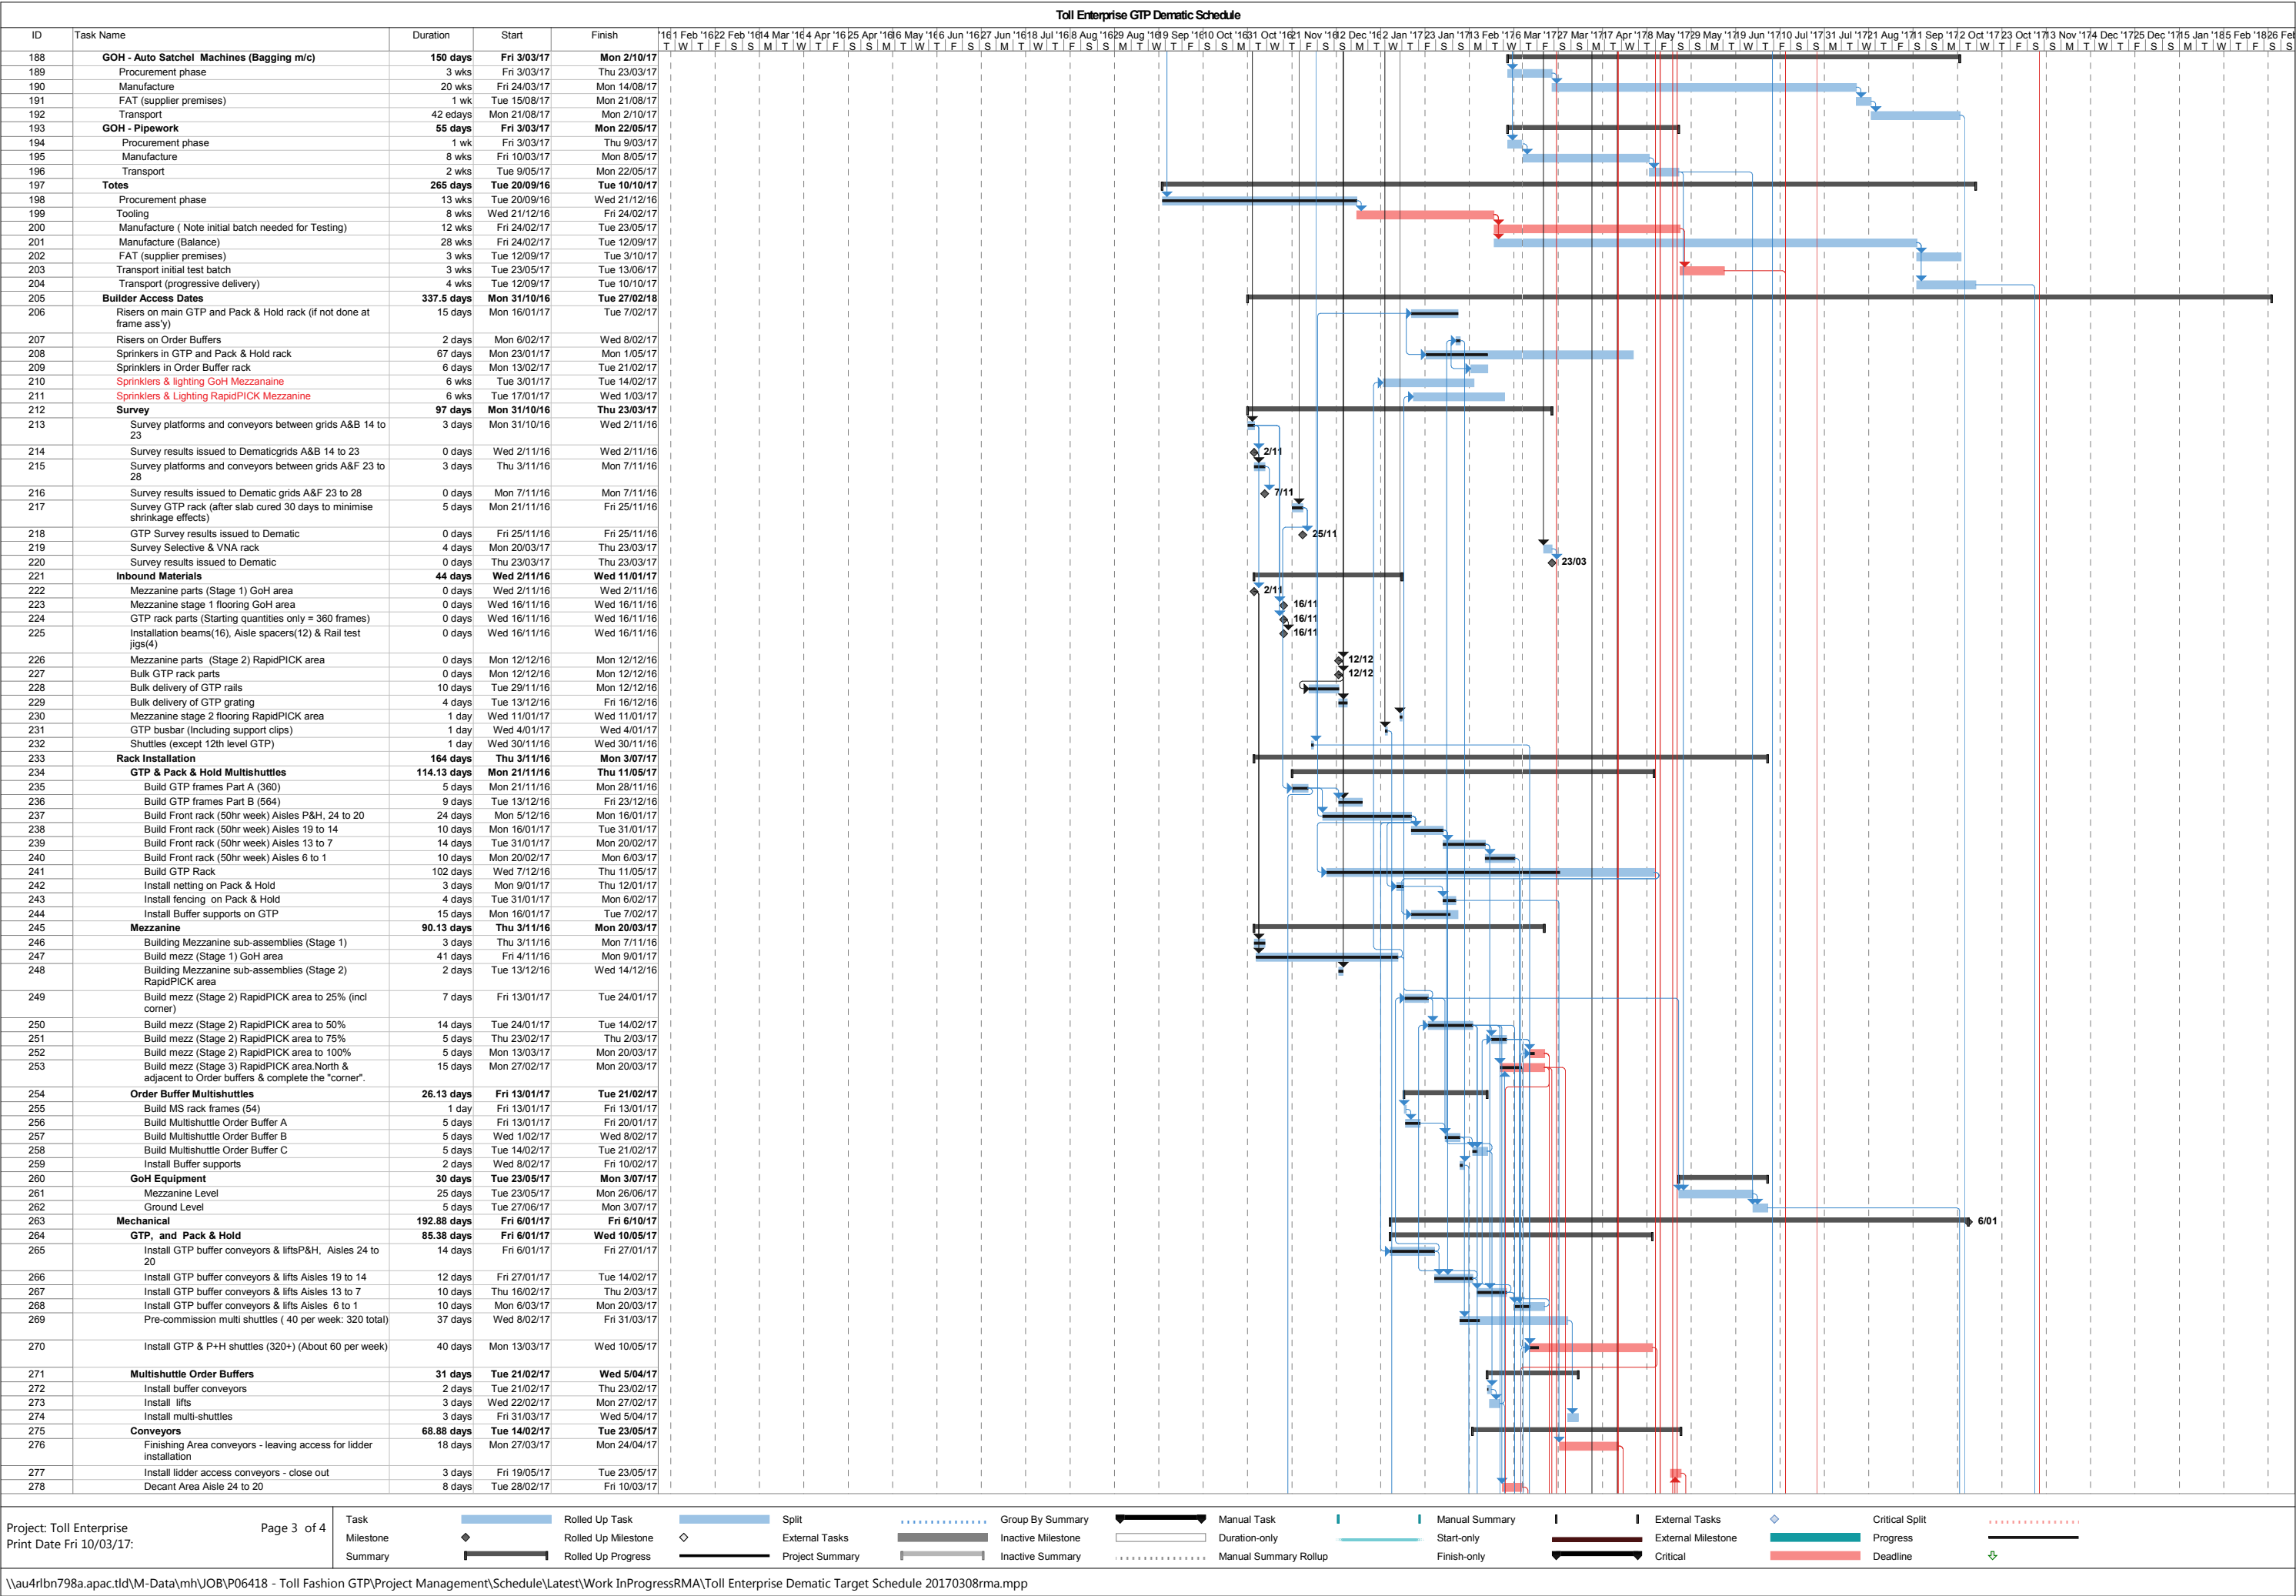 Toll Enterprise GTP Dematic Schedule
ID Task Name Duration Start Finish
188 GOH - Auto Satchel Machines (Bagging m/c) 150 days Fri 3/03/17 Mon 2/10/17
189 Procurement phase 3 wks Fri 3/03/17 Thu 23/03/17
190 Manufacture 20 wks Fri 24/03/17 Mon 14/08/17
191 FAT (supplier premises) 1 wk Tue 15/08/17 Mon 21/08/17
192 Transport 42 edays Mon 21/08/17 Mon 2/10/17
193 GOH - Pipework 55 days Fri 3/03/17 Mon 22/05/17
194 Procurement phase 1 wk Fri 3/03/17 Thu 9/03/17
195 Manufacture 8 wks Fri 10/03/17 Mon 8/05/17
196 Transport 2 wks Tue 9/05/17 Mon 22/05/17
197 Totes 265 days Tue 20/09/16 Tue 10/10/17
198 Procurement phase 13 wks Tue 20/09/16 Wed 21/12/16
199 Tooling 8 wks Wed 21/12/16 Fri 24/02/17
200 Manufacture ( Note initial batch needed for Testing) 12 wks Fri 24/02/17 Tue 23/05/17
201 Manufacture (Balance) 28 wks Fri 24/02/17 Tue 12/09/17
202 FAT (supplier premises) 3 wks Tue 12/09/17 Tue 3/10/17
203 Transport initial test batch 3 wks Tue 23/05/17 Tue 13/06/17
204 Transport (progressive delivery) 4 wks Tue 12/09/17 Tue 10/10/17
205 Builder Access Dates 337.5 days Mon 31/10/16 Tue 27/02/18
206 Risers on main GTP and Pack & Hold rack (if not done at 15 days Mon 16/01/17 Tue 7/02/17
frame ass'y)
207 Risers on Order Buffers 2 days Mon 6/02/17 Wed 8/02/17
208 Sprinkers in GTP and Pack & Hold rack 67 days Mon 23/01/17 Mon 1/05/17
209 Sprinklers in Order Buffer rack 6 days Mon 13/02/17 Tue 21/02/17
210 Sprinklers & lighting GoH Mezzanaine 6 wks Tue 3/01/17 Tue 14/02/17
211 Sprinklers & Lighting RapidPICK Mezzanine 6 wks Tue 17/01/17 Wed 1/03/17
212 Survey 97 days Mon 31/10/16 Thu 23/03/17
213 Survey platforms and conveyors between grids A&B 14 to 3 days Mon 31/10/16 Wed 2/11/16
23
214 Survey results issued to Dematicgrids A&B 14 to 23 0 days Wed 2/11/16 Wed 2/11/16 2/11
215 Survey platforms and conveyors between grids A&F 23 to 3 days Thu 3/11/16 Mon 7/11/16
28
216 Survey results issued to Dematic grids A&F 23 to 28 0 days Mon 7/11/16 Mon 7/11/16 7/11
217 Survey GTP rack (after slab cured 30 days to minimise 5 days Mon 21/11/16 Fri 25/11/16
shrinkage effects)
218 GTP Survey results issued to Dematic 0 days Fri 25/11/16 Fri 25/11/16 25/11
219 Survey Selective & VNA rack 4 days Mon 20/03/17 Thu 23/03/17
220 Survey results issued to Dematic 0 days Thu 23/03/17 Thu 23/03/17 23/03
221 Inbound Materials 44 days Wed 2/11/16 Wed 11/01/17
222 Mezzanine parts (Stage 1) GoH area 0 days Wed 2/11/16 Wed 2/11/16 2/11
223 Mezzanine stage 1 flooring GoH area 0 days Wed 16/11/16 Wed 16/11/16 16/11
224 GTP rack parts (Starting quantities only = 360 frames) 0 days Wed 16/11/16 Wed 16/11/16 16/11
225 Installation beams(16), Aisle spacers(12) & Rail test 0 days Wed 16/11/16 Wed 16/11/16 16/11
jigs(4)
226 Mezzanine parts (Stage 2) RapidPICK area 0 days Mon 12/12/16 Mon 12/12/16 12/12
227 Bulk GTP rack parts 0 days Mon 12/12/16 Mon 12/12/16 12/12
228 Bulk delivery of GTP rails 10 days Tue 29/11/16 Mon 12/12/16
229 Bulk delivery of GTP grating 4 days Tue 13/12/16 Fri 16/12/16
230 Mezzanine stage 2 flooring RapidPICK area 1 day Wed 11/01/17 Wed 11/01/17
231 GTP busbar (Including support clips) 1 day Wed 4/01/17 Wed 4/01/17
232 Shuttles (except 12th level GTP) 1 day Wed 30/11/16 Wed 30/11/16
233 Rack Installation 164 days Thu 3/11/16 Mon 3/07/17
234 GTP & Pack & Hold Multishuttles 114.13 days Mon 21/11/16 Thu 11/05/17
235 Build GTP frames Part A (360) 5 days Mon 21/11/16 Mon 28/11/16
236 Build GTP frames Part B (564) 9 days Tue 13/12/16 Fri 23/12/16
237 Build Front rack (50hr week) Aisles P&H, 24 to 20 24 days Mon 5/12/16 Mon 16/01/17
238 Build Front rack (50hr week) Aisles 19 to 14 10 days Mon 16/01/17 Tue 31/01/17
239 Build Front rack (50hr week) Aisles 13 to 7 14 days Tue 31/01/17 Mon 20/02/17
240 Build Front rack (50hr week) Aisles 6 to 1 10 days Mon 20/02/17 Mon 6/03/17
241 Build GTP Rack 102 days Wed 7/12/16 Thu 11/05/17
242 Install netting on Pack & Hold 3 days Mon 9/01/17 Thu 12/01/17
243 Install fencing on Pack & Hold 4 days Tue 31/01/17 Mon 6/02/17
244 Install Buffer supports on GTP 15 days Mon 16/01/17 Tue 7/02/17
245 Mezzanine 90.13 days Thu 3/11/16 Mon 20/03/17
246 Building Mezzanine sub-assemblies (Stage 1) 3 days Thu 3/11/16 Mon 7/11/16
247 Build mezz (Stage 1) GoH area 41 days Fri 4/11/16 Mon 9/01/17
248 Building Mezzanine sub-assemblies (Stage 2) 2 days Tue 13/12/16 Wed 14/12/16
RapidPICK area
249 Build mezz (Stage 2) RapidPICK area to 25% (incl 7 days Fri 13/01/17 Tue 24/01/17
corner)
250 Build mezz (Stage 2) RapidPICK area to 50% 14 days Tue 24/01/17 Tue 14/02/17
251 Build mezz (Stage 2) RapidPICK area to 75% 5 days Thu 23/02/17 Thu 2/03/17
252 Build mezz (Stage 2) RapidPICK area to 100% 5 days Mon 13/03/17 Mon 20/03/17
253 Build mezz (Stage 3) RapidPICK area.North & 15 days Mon 27/02/17 Mon 20/03/17
adjacent to Order buffers & complete the "corner".
254 Order Buffer Multishuttles 26.13 days Fri 13/01/17 Tue 21/02/17
255 Build MS rack frames (54) 1 day Fri 13/01/17 Fri 13/01/17
256 Build Multishuttle Order Buffer A 5 days Fri 13/01/17 Fri 20/01/17
257 Build Multishuttle Order Buffer B 5 days Wed 1/02/17 Wed 8/02/17
258 Build Multishuttle Order Buffer C 5 days Tue 14/02/17 Tue 21/02/17
259 Install Buffer supports 2 days Wed 8/02/17 Fri 10/02/17
260 GoH Equipment 30 days Tue 23/05/17 Mon 3/07/17
261 Mezzanine Level 25 days Tue 23/05/17 Mon 26/06/17
262 Ground Level 5 days Tue 27/06/17 Mon 3/07/17
263 Mechanical 192.88 days Fri 6/01/17 Fri 6/10/17 6/01
264 GTP, and Pack & Hold 85.38 days Fri 6/01/17 Wed 10/05/17
265 Install GTP buffer conveyors & liftsP&H, Aisles 24 to 14 days Fri 6/01/17 Fri 27/01/17
20
266 Install GTP buffer conveyors & lifts Aisles 19 to 14 12 days Fri 27/01/17 Tue 14/02/17
267 Install GTP buffer conveyors & lifts Aisles 13 to 7 10 days Thu 16/02/17 Thu 2/03/17
268 Install GTP buffer conveyors & lifts Aisles 6 to 1 10 days Mon 6/03/17 Mon 20/03/17
269 Pre-commission multi shuttles ( 40 per week: 320 total) 37 days Wed 8/02/17 Fri 31/03/17
270 Install GTP & P+H shuttles (320+) (About 60 per week) 40 days Mon 13/03/17 Wed 10/05/17
271 Multishuttle Order Buffers 31 days Tue 21/02/17 Wed 5/04/17
272 Install buffer conveyors 2 days Tue 21/02/17 Thu 23/02/17
273 Install lifts 3 days Wed 22/02/17 Mon 27/02/17
274 Install multi-shuttles 3 days Fri 31/03/17 Wed 5/04/17
275 Conveyors 68.88 days Tue 14/02/17 Tue 23/05/17
276 Finishing Area conveyors - leaving access for lidder 18 days Mon 27/03/17 Mon 24/04/17
installation
277 Install lidder access conveyors - close out 3 days Fri 19/05/17 Tue 23/05/17
278 Decant Area Aisle 24 to 20 8 days Tue 28/02/17 Fri 10/03/17
Project: Toll Enterprise
Print Date Fri 10/03/17:
Page 3 of 4
Task Rolled Up Task Split Group By Summary Manual Task Manual Summary External Tasks Critical Split
Milestone Rolled Up Milestone External Tasks Inactive Milestone Duration-only Start-only External Milestone Progress
Summary Rolled Up Progress Project Summary Inactive Summary Manual Summary Rollup Finish-only Critical Deadline
\\au4rlbn798a.apac.tld\M-Data\mh\JOB\P06418 - Toll Fashion GTP\Project Management\Schedule\Latest\Work InProgressRMA\Toll Enterprise Dematic Target Schedule 20170308rma.mpp